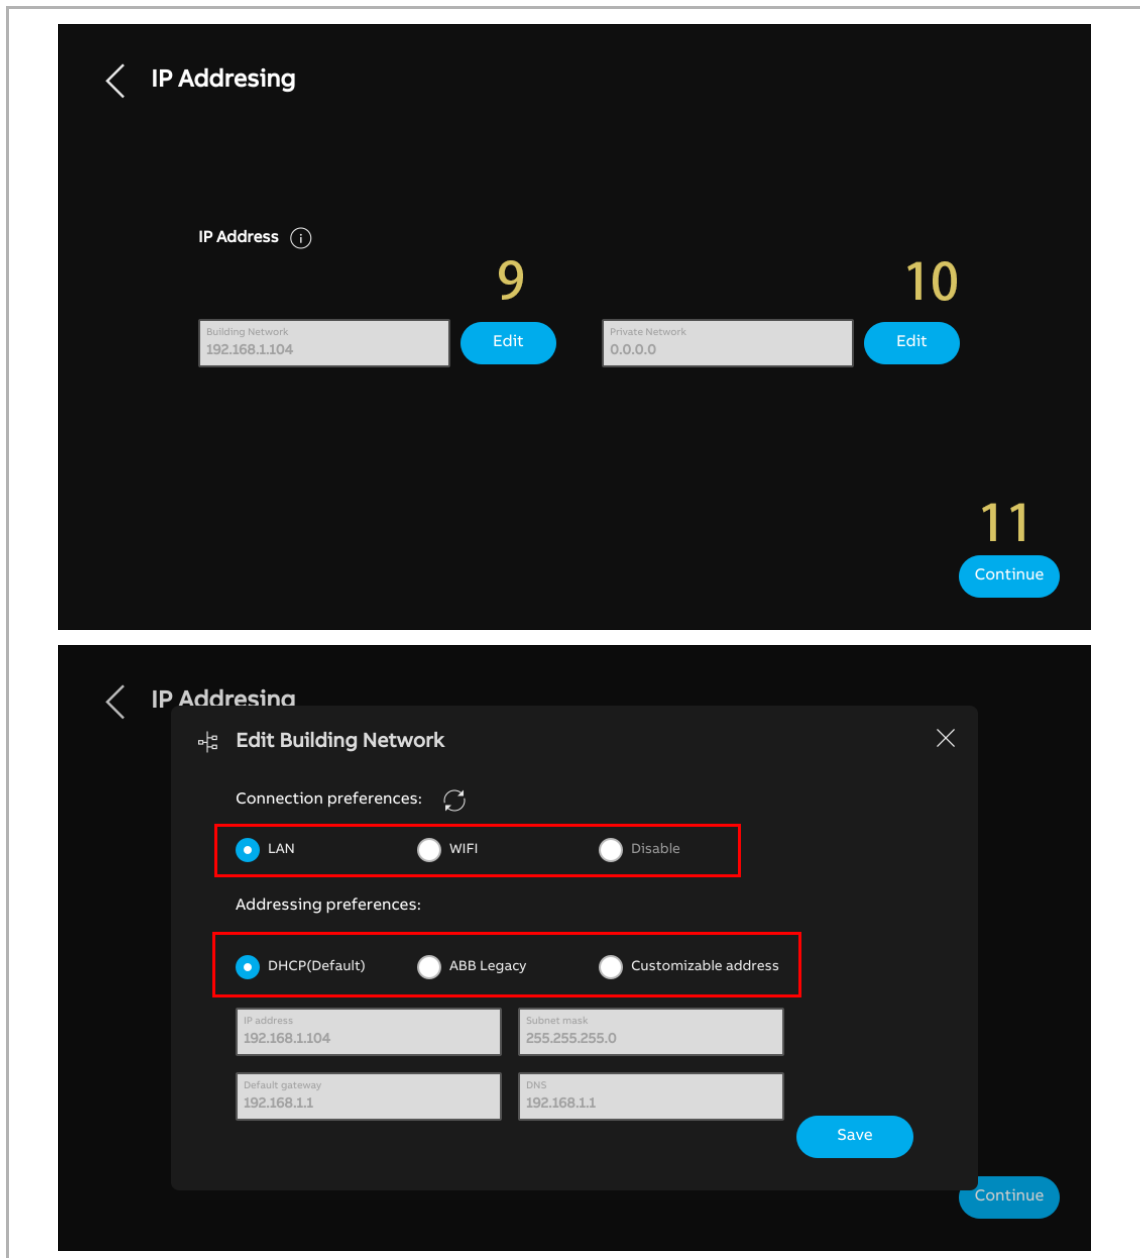 IP Addresing
IP Address
9
10
Building Network
192.168.1.104
Edit
Private Network
0.0.0.0
Edit
11
Continue
IP Addresing
Edit Building Network
Connection preferences:
LAN WIFI Disable
Addressing preferences:
DHCP(Default) ABB Legacy Customizable address
IP address
192.168.1.104
Subnet mask
255.255.255.0
Default gateway
192.168.1.1
DNS
192.168.1.1
Save
Continue